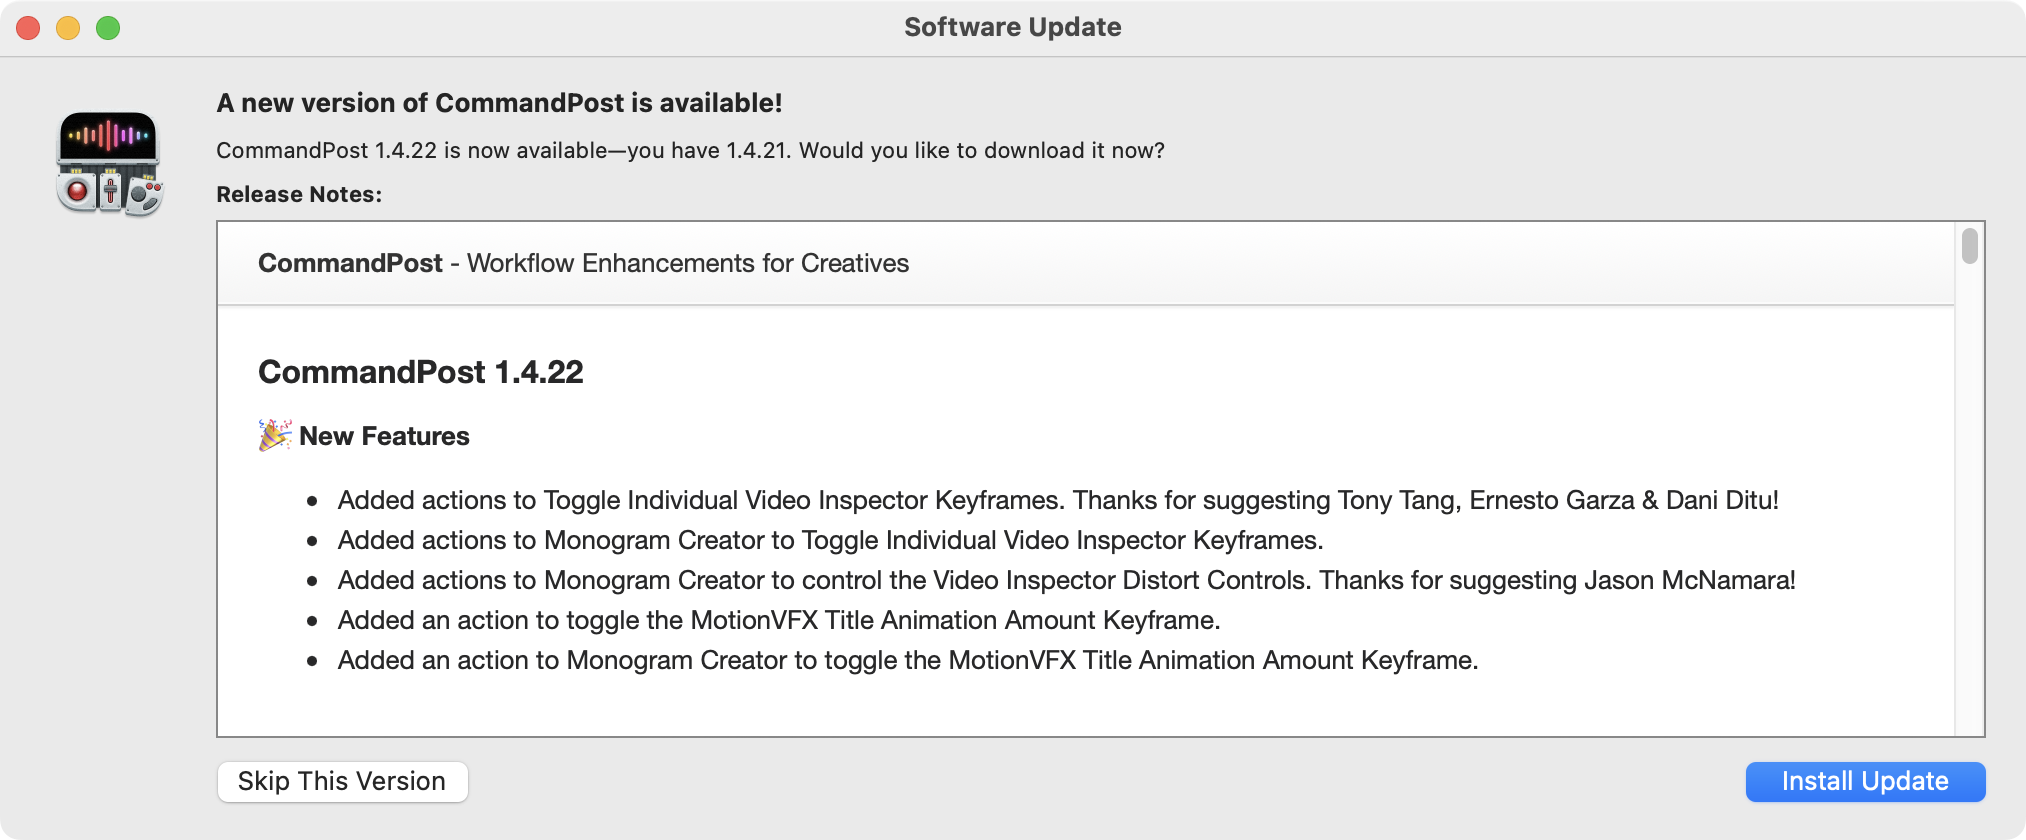 Software Update
A new version of CommandPost is available!
CommandPost 1.4.22 is now available—you have 1.4.21. Would you like to download it now?
Release Notes:
CommandPost - Workflow Enhancements for Creatives
CommandPost 1.4.22
🎉 New Features
• Added actions to Toggle Individual Video Inspector Keyframes. Thanks for suggesting Tony Tang, Ernesto Garza & Dani Ditu!
• Added actions to Monogram Creator to Toggle Individual Video Inspector Keyframes.
• Added actions to Monogram Creator to control the Video Inspector Distort Controls. Thanks for suggesting Jason McNamara!
• Added an action to toggle the MotionVFX Title Animation Amount Keyframe.
• Added an action to Monogram Creator to toggle the MotionVFX Title Animation Amount Keyframe.
Skip This Version
Install Update